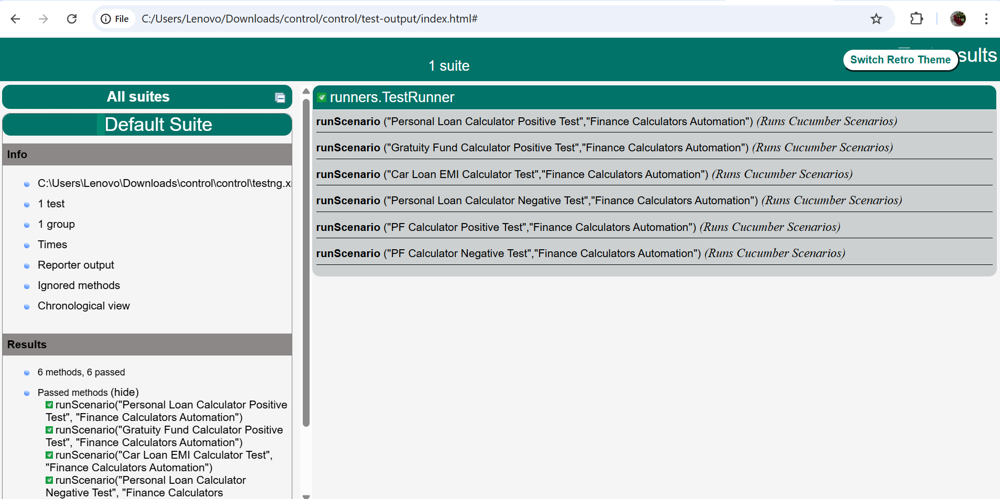 File C:/Users/Lenovo/Downloads/control/control/test-output/index.html#
1 suite
Switch Retro Theme
All suites
Default Suite
Info
C:\Users\Lenovo\Downloads\control\control\testng.x
1 test
1 group
Times
Reporter output
Ignored methods
Chronological view
Results
6 methods, 6 passed
Passed methods (hide)
runScenario("Personal Loan Calculator Positive
Test", "Finance Calculators Automation")
runScenario("Gratuity Fund Calculator Positive
Test", "Finance Calculators Automation")
runScenario("Car Loan EMI Calculator Test",
"Finance Calculators Automation")
runScenario("Personal Loan Calculator
Negative Test", "Finance Calculators
runners.TestRunner
runScenario ("Personal Loan Calculator Positive Test","Finance Calculators Automation") (Runs Cucumber Scenarios)
runScenario ("Gratuity Fund Calculator Positive Test","Finance Calculators Automation") (Runs Cucumber Scenarios)
runScenario ("Car Loan EMI Calculator Test","Finance Calculators Automation") (Runs Cucumber Scenarios)
runScenario ("Personal Loan Calculator Negative Test","Finance Calculators Automation") (Runs Cucumber Scenarios)
runScenario ("PF Calculator Positive Test","Finance Calculators Automation") (Runs Cucumber Scenarios)
runScenario ("PF Calculator Negative Test","Finance Calculators Automation") (Runs Cucumber Scenarios)